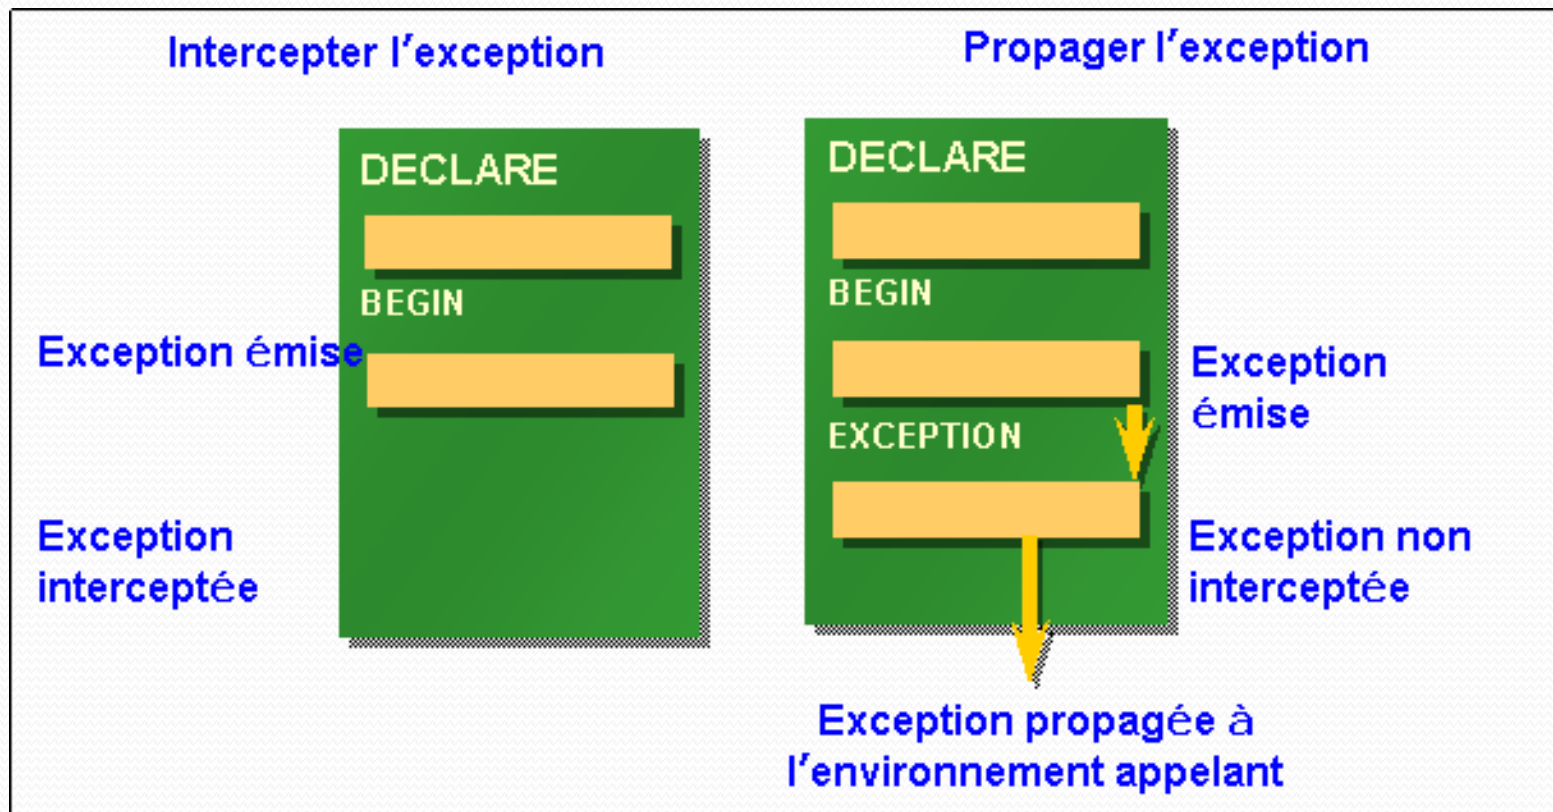 Intercepter l'exception
DECLARE
BEGIN
Exception émise
Exception
interceptée
Propager l'exception
DECLARE
BEGIN
Exception
émise
EXCEPTION
Exception non
interceptée
Exception propagée à
l'environnement appelant